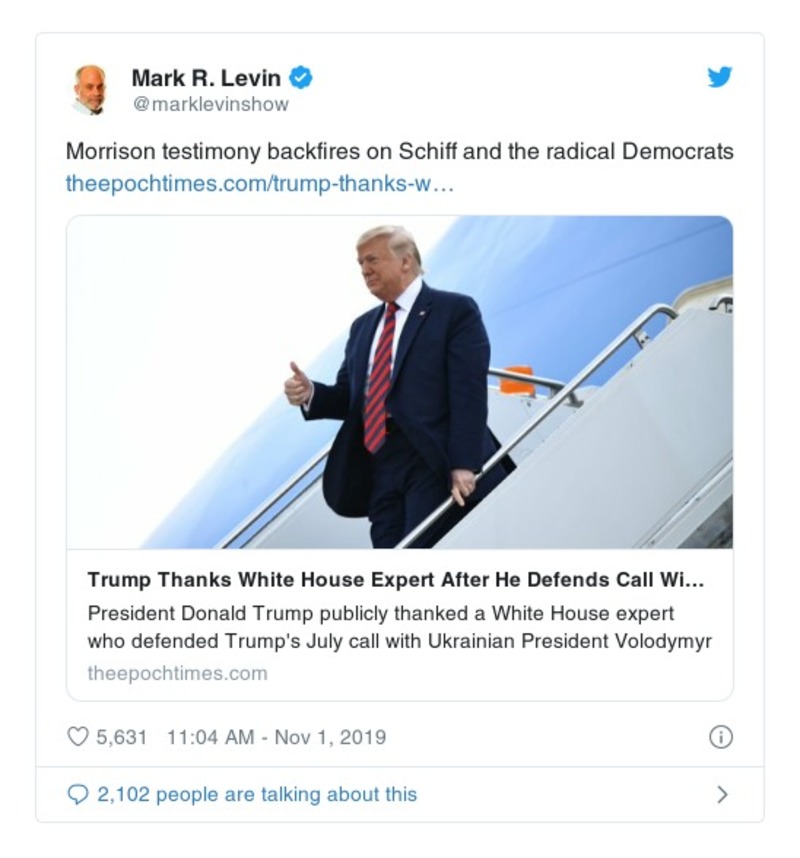 Mark R. Levin
@marklevinshow
Morrison testimony backfires on Schiff and the radical Democrats
theepochtimes.com/trump-thanks-w…
Trump Thanks White House Expert After He Defends Call Wi…
President Donald Trump publicly thanked a White House expert
who defended Trump's July call with Ukrainian President Volodymyr
theepochtimes.com
5,631 11:04 AM - Nov 1, 2019
2,102 people are talking about this